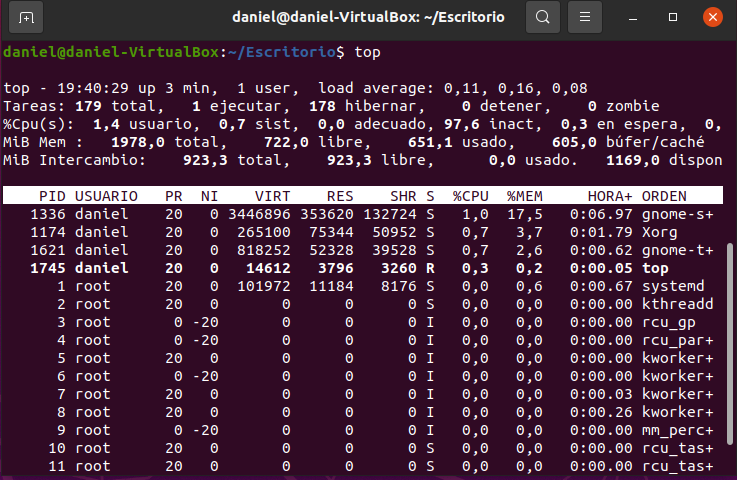 daniel@daniel-VirtualBox: ~/Escritorio
daniel@daniel-VirtualBox:~/Escritorio$ top
top - 19:40:29 up 3 min,  1 user,  load average: 0,11, 0,16, 0,08
Tareas: 179 total,   1 ejecutar, 178 hibernar,    0 detener,    0 zombie
%Cpu(s):  1,4 usuario,  0,7 sist,  0,0 adecuado, 97,6 inact,  0,3 en espera,  0,
MiB Mem :   1978,0 total,    722,0 libre,    651,1 usado,    605,0 búfer/caché
MiB Intercambio:    923,3 total,    923,3 libre,      0,0 usado.   1169,0 dispon
PID USUARIO   PR  NI    VIRT    RES    SHR S  %CPU  %MEM     HORA+ ORDEN
1336 daniel    20   0 3446896 353620 132724 S   1,0  17,5   0:06.97 gnome-s+
1174 daniel    20   0  265100  75344  50952 S   0,7   3,7   0:01.79 Xorg
1621 daniel    20   0  818252  52328  39528 S   0,7   2,6   0:00.62 gnome-t+
1745 daniel    20   0   14612   3796   3260 R   0,3   0,2   0:00.05 top
1 root      20   0  101972  11184   8176 S   0,0   0,6   0:00.67 systemd
2 root      20   0       0      0      0 S   0,0   0,0   0:00.00 kthreadd
3 root       0 -20       0      0      0 I   0,0   0,0   0:00.00 rcu_gp
4 root       0 -20       0      0      0 I   0,0   0,0   0:00.00 rcu_par+
5 root      20   0       0      0      0 I   0,0   0,0   0:00.00 kworker+
6 root       0 -20       0      0      0 I   0,0   0,0   0:00.00 kworker+
7 root      20   0       0      0      0 I   0,0   0,0   0:00.03 kworker+
8 root      20   0       0      0      0 I   0,0   0,0   0:00.26 kworker+
9 root       0 -20       0      0      0 I   0,0   0,0   0:00.00 mm_perc+
10 root      20   0       0      0      0 S   0,0   0,0   0:00.00 rcu_tas+
11 root      20   0       0      0      0 S   0,0   0,0   0:00.00 rcu_tas+